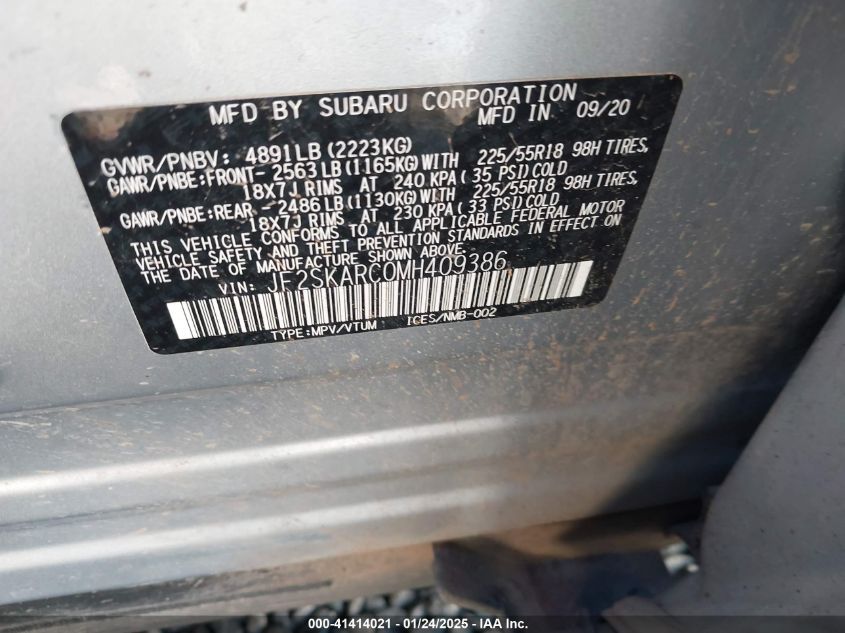 MFD BY SUBARU CORPORATION
MFD IN 09/20
GVWR/PNBV: 4891LB (2223KG)
GAWR/PNBE:FRONT- 2563LB(1165KG)WITH 225/55R18 98H TIRES,
18X7J RIMS AT 240 KPA( 35 PSI)COLD
GAWR/PNBE:REAR - 2486LB(1130KG)WITH 225/55R18 98H TIRES,
18X7J RIMS AT 230 KPA( 33 PSI)COLD
THIS VEHICLE CONFORMS TO ALL APPLICABLE FEDERAL MOTOR
VEHICLE SAFETY AND THEFT PREVENTION STANDARDS IN EFFECT ON
THE DATE OF MANUFACTURE SHOWN ABOVE.
VIN: JF2SKARC0MH409386
TYPE:MPV/VTUM ICES/NMB-002
000-41414021 - 01/24/2025 - IAA Inc.